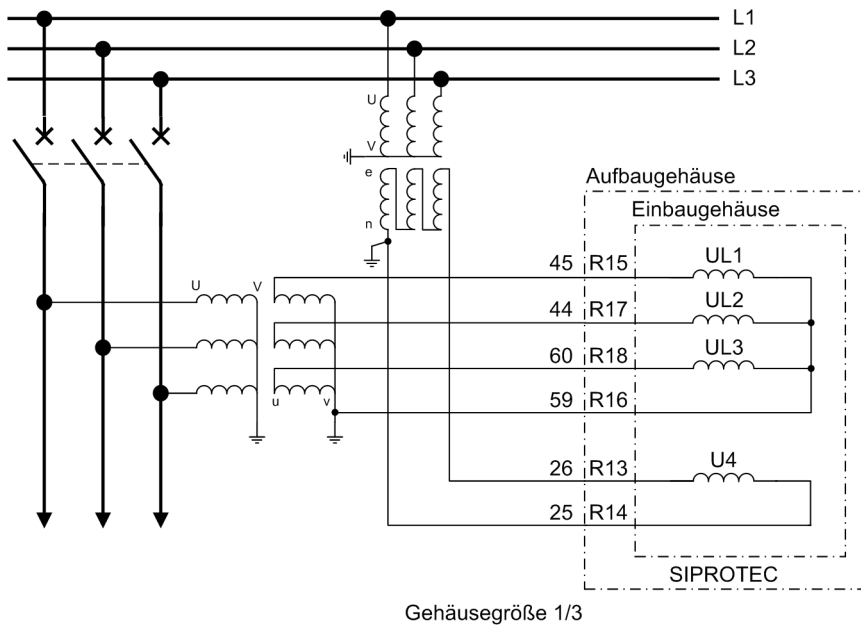 L1
L2
L3
U
V
e
n
Aufbaugehäuse
Einbaugehäuse
U V
45 R15 UL1
44 R17 UL2
60 R18 UL3
u v
59 R16
26 R13 U4
25 R14
SIPROTEC
Gehäusegröße 1/3